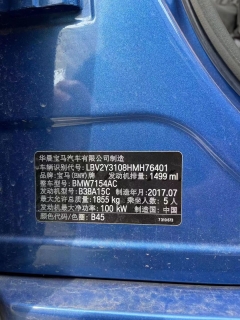 华晨宝马汽车有限公司制造
车辆识别代号: LBV2Y3108HMH76401
品牌: 宝马(BMW)牌 发动机排量: 1499 ml
整车型号: BMW7154AC
发动机型号: B38A15C 制造年月: 2017.07
最大允许总质量: 1855 kg 乘坐人数: 5 人
发动机最大净功率: 100 kW 制造国: 中国
外部颜色代码/色圈: B45